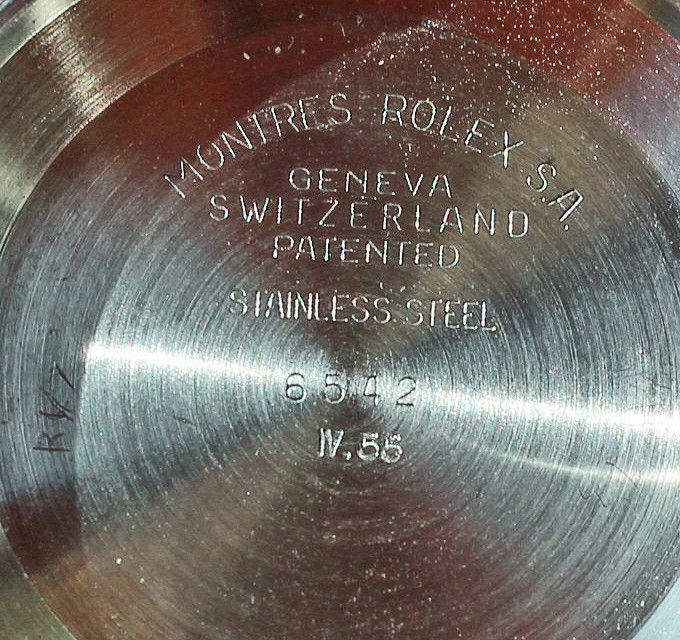 MONTRES ROLEX S.A.
GENEVA
SWITZERLAND
PATENTED
STAINLESS STEEL
6542
IV.55